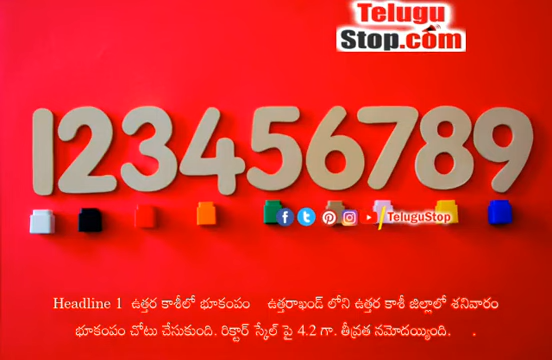 Telugu
Stop.com
123456789
TeluguStop
Headline 1 ఉత్తర కాశీలో భూకంపం ఉత్తరాఖండ్ లోని ఉత్తర కాశీ జిల్లాలో శనివారం
భూకంపం చోటు చేసుకుంది. రిక్టార్ స్కేల్ పై 4.2 గా. తీవ్రత నమోదయ్యింది. .